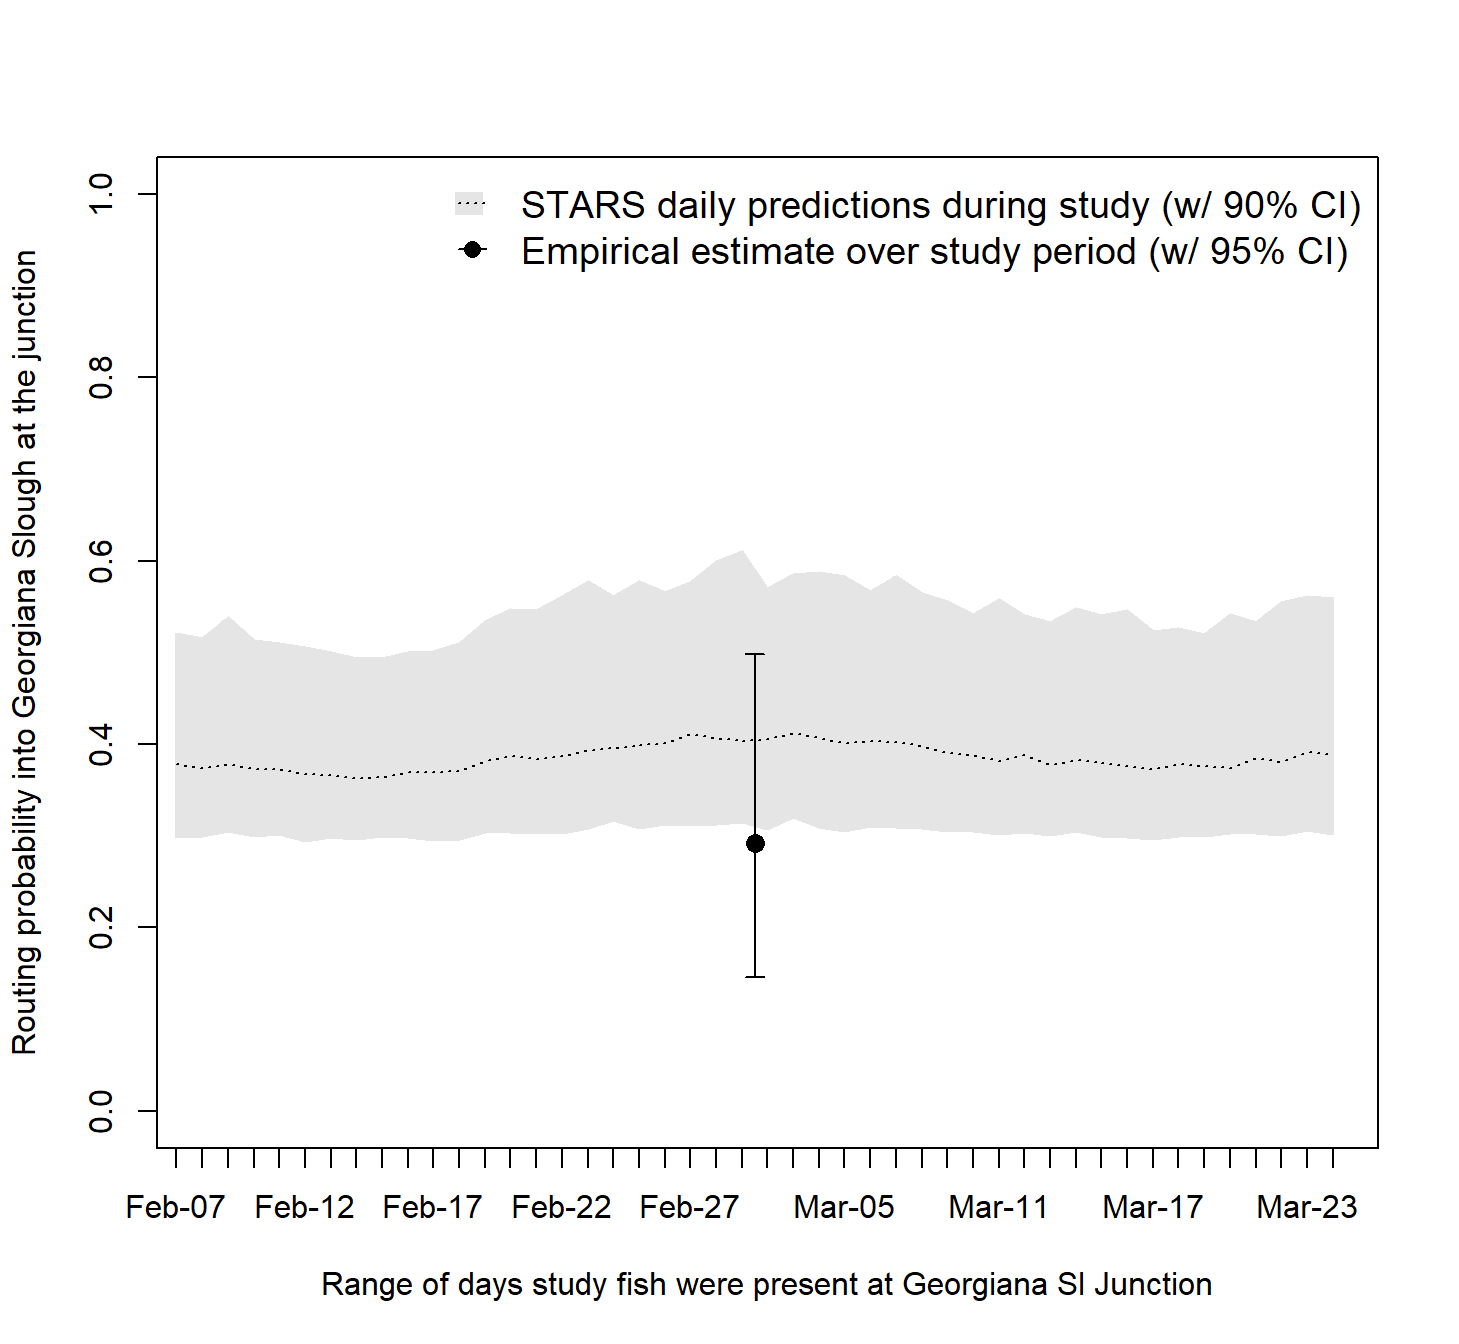 STARS daily predictions during study (w/ 90% CI)
Empirical estimate over study period (w/ 95% CI)
Routing probability into Georgiana Slough at the junction
1.0
0.8
0.6
0.4
0.2
0.0
Feb-07 Feb-12 Feb-17 Feb-22 Feb-27 Mar-05 Mar-11 Mar-17 Mar-23
Range of days study fish were present at Georgiana Sl Junction